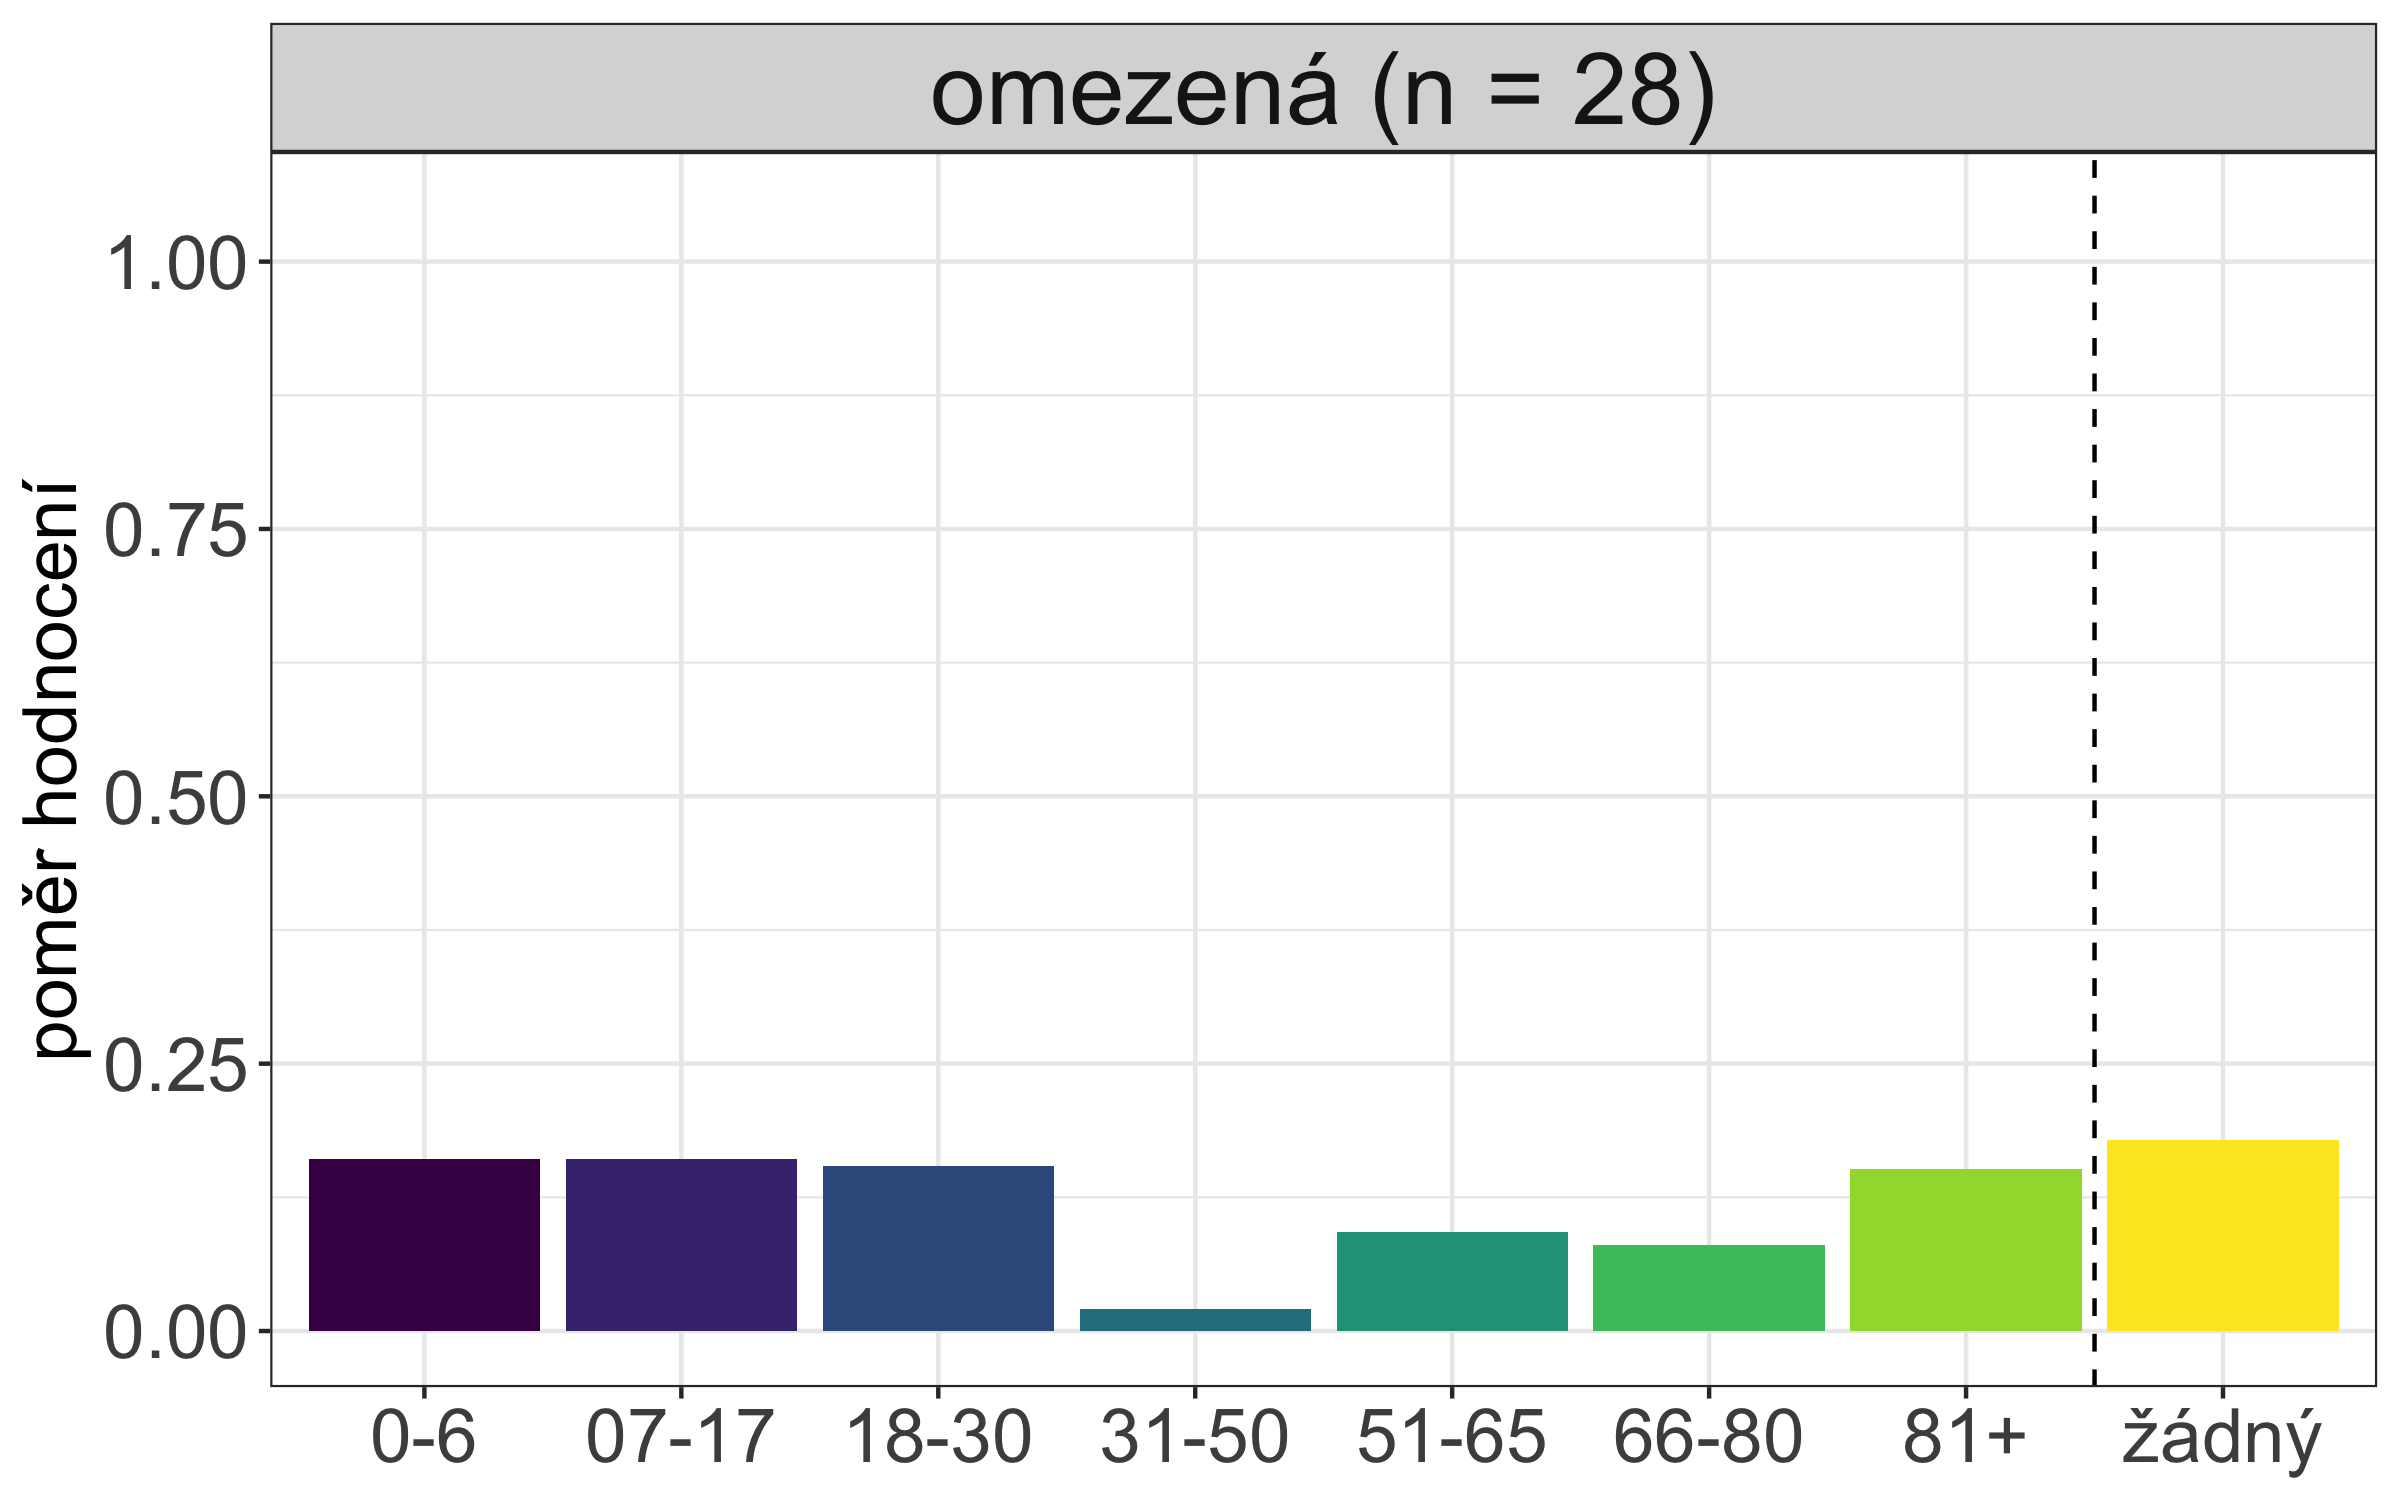 omezená (n = 28)
poměr hodnocení
1.00
0.75
0.50
0.25
0.00
0-6 07-17 18-30 31-50 51-65 66-80 81+ žádný